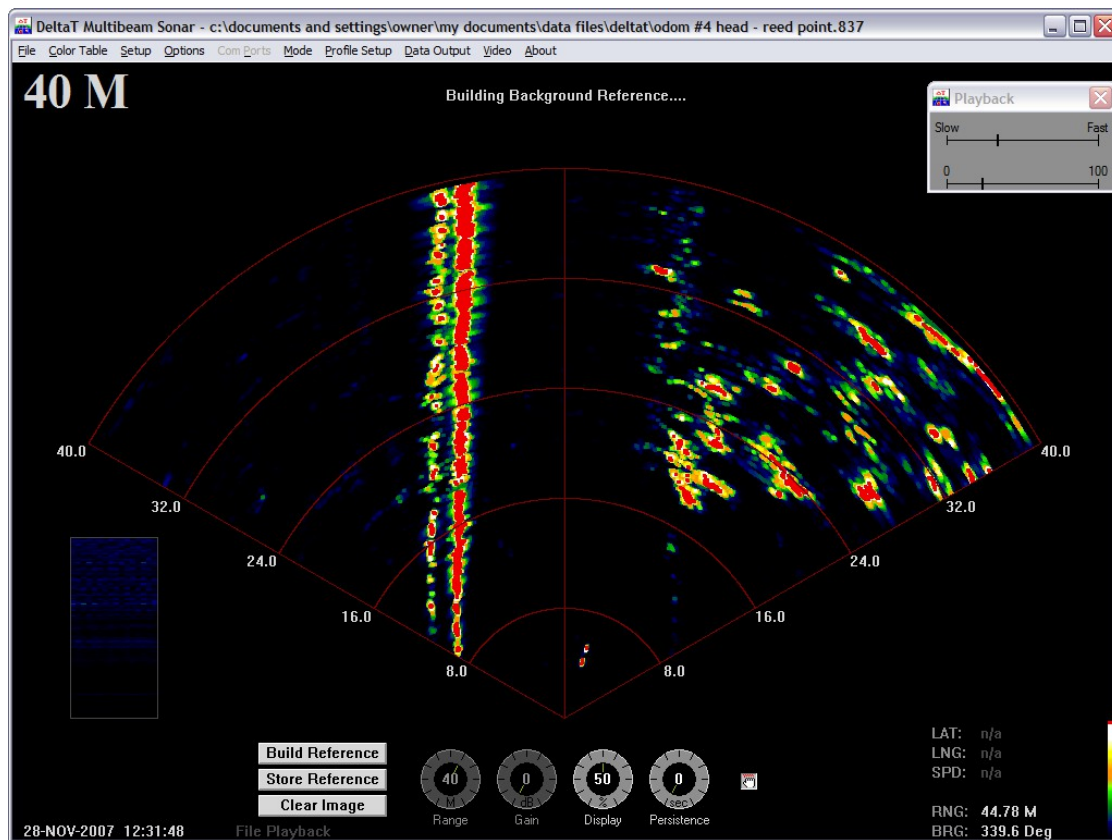 DeltaT Multibeam Sonar - c:\documents and settings\owner\my documents\data files\deltat\odom #4 head - reed point.837
File Color Table Setup Options Com Ports Mode Profile Setup Data Output Video About
40 M
Building Background Reference....
Playback
Slow Fast
0 100
40.0 40.0
32.0 32.0
24.0 24.0
16.0 16.0
8.0 8.0
Build Reference
Store Reference
Clear Image
40 0 50 0
M dB % sec
Range Gain Display Persistence
LAT: n/a
LNG: n/a
SPD: n/a
RNG: 44.78 M
BRG: 339.6 Deg
28-NOV-2007 12:31:48 File Playback